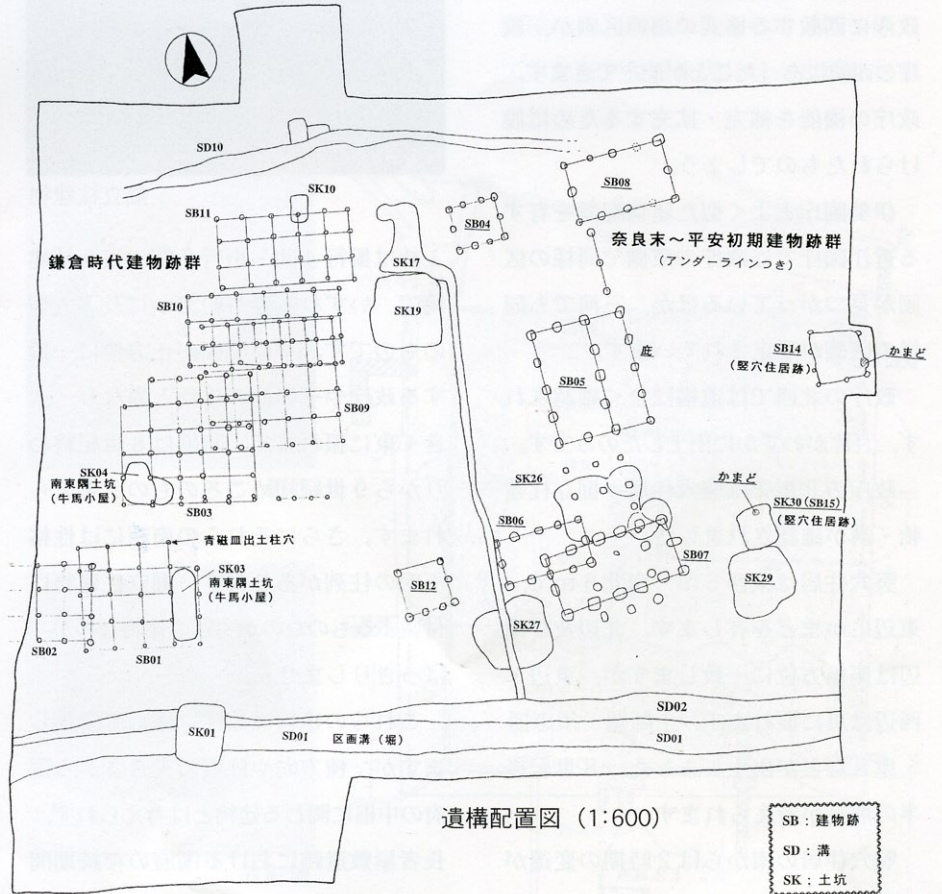 SD10
SK10
SB11
SB08
SB04
鎌倉時代建物跡群
奈良末〜平安初期建物跡群
(アンダーラインつき)
SK17
SB10
SK19
庇
SB14
(竪穴住居跡)
かまど
SB05
SB09
SK04
南東隅土坑
(牛馬小屋)
SB03
SK26
かまど
SK30(SB15)
(竪穴住居跡)
SB06
青磁皿出土柱穴
SB07
SK03
南東隅土坑
(牛馬小屋)
SB12
SK29
SK27
SB02
SB01
SD02
SK01
SD01
区画溝(堀)
SD01
遺構配置図(1:600)
SB:建物跡
SD:溝
SK:土坑